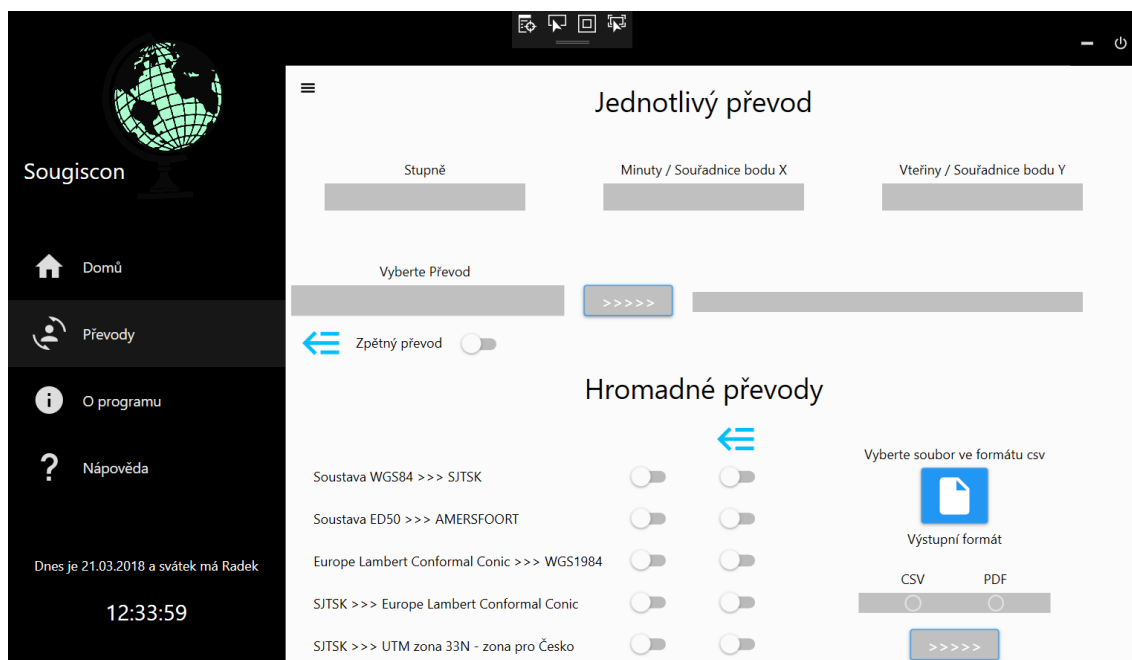 Sougiscon
Domů
Převody
O programu
Nápověda
Dnes je 21.03.2018 a svátek má Radek
12:33:59
Jednotlivý převod
Stupně
Minuty / Souřadnice bodu X
Vteřiny / Souřadnice bodu Y
Vyberte Převod
>>>>>
Zpětný převod
Hromadné převody
Soustava WGS84 >>> SJTSK
Soustava ED50 >>> AMERSFOORT
Europe Lambert Conformal Conic >>> WGS1984
SJTSK >>> Europe Lambert Conformal Conic
SJTSK >>> UTM zona 33N - zona pro Česko
Vyberte soubor ve formátu csv
Výstupní formát
CSV PDF
>>>>>